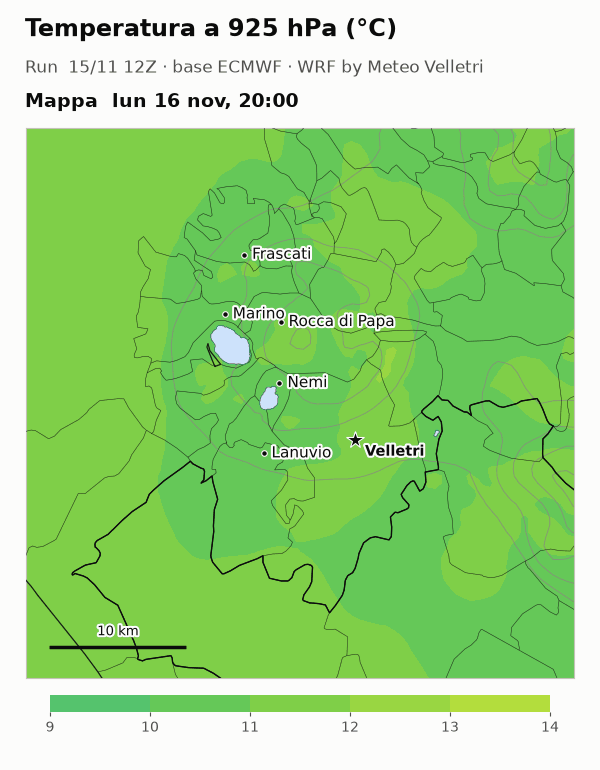 Temperatura a 925 hPa (°C)
Run  15/11 12Z · base ECMWF · WRF by Meteo Velletri
Mappa  lun 16 nov, 20:00
Frascati
Marino
Rocca di Papa
Nemi
Velletri
Lanuvio
10 km
9 10 11 12 13 14